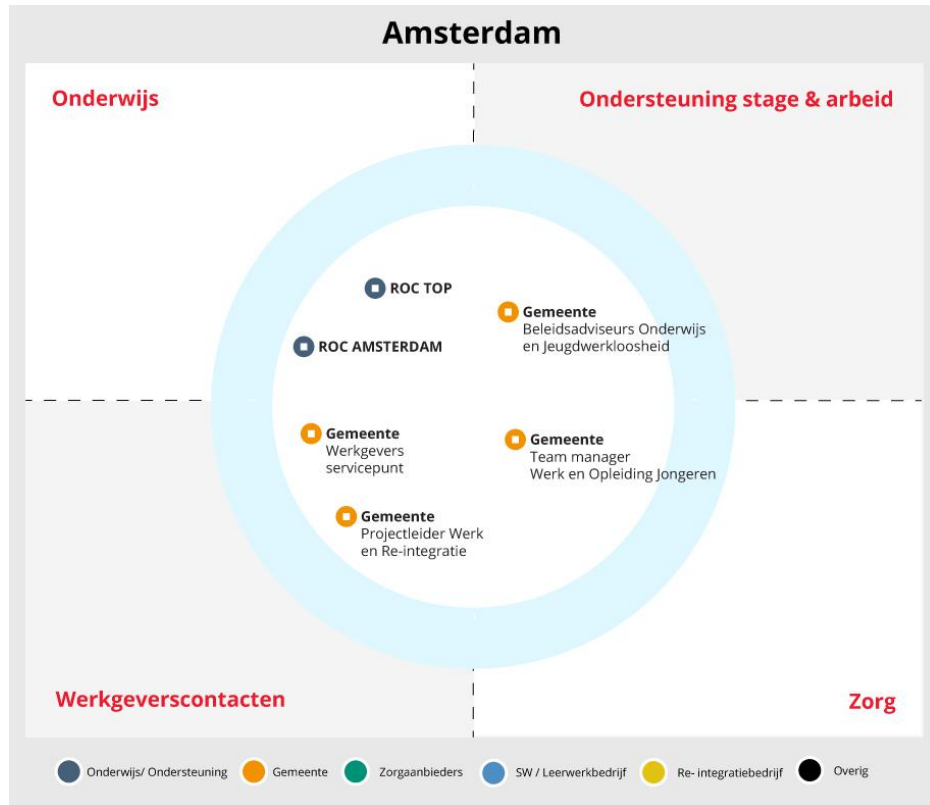 Amsterdam
Onderwijs
Ondersteuning stage & arbeid
ROC TOP
Gemeente
Beleidsadviseurs Onderwijs
en Jeugdwerkloosheid
ROC AMSTERDAM
Gemeente
Werkgevers
servicepunt
Gemeente
Team manager
Werk en Opleiding Jongeren
Gemeente
Projectleider Werk
en Re-integratie
Werkgeverscontacten
Zorg
Onderwijs/ Ondersteuning
Gemeente
Zorgaanbieders
SW / Leerwerkbedrijf
Re- integratiebedrijf
Overig